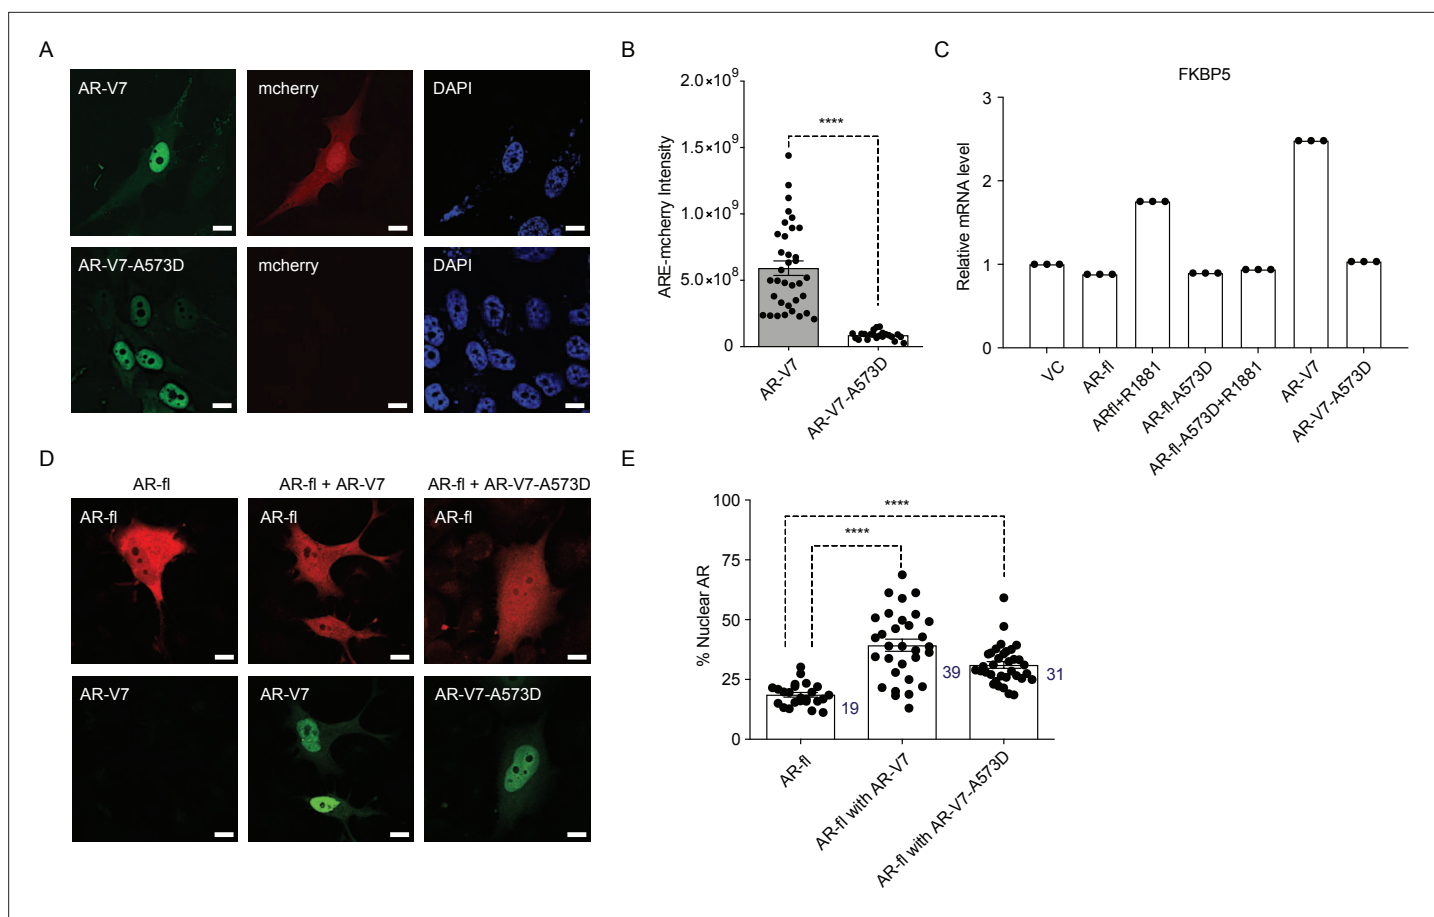 A
AR-V7
mcherry
DAPI
AR-V7-A573D
mcherry
DAPI
B
ARE-mcherry Intensity
2.0×10⁹
1.5×10⁹
1.0×10⁹
5.0×10⁸
0
****
AR-V7
AR-V7-A573D
C
FKBP5
Relative mRNA level
3
2
1
0
VC
AR-fl
ARfl+R1881
AR-fl-A573D
AR-fl-A573D+R1881
AR-V7
AR-V7-A573D
D
AR-fl
AR-fl + AR-V7
AR-fl + AR-V7-A573D
AR-fl
AR-fl
AR-fl
AR-V7
AR-V7
AR-V7-A573D
E
% Nuclear AR
100
75
50
25
0
****
****
19
39
31
AR-fl
AR-fl with AR-V7
AR-fl with AR-V7-A573D